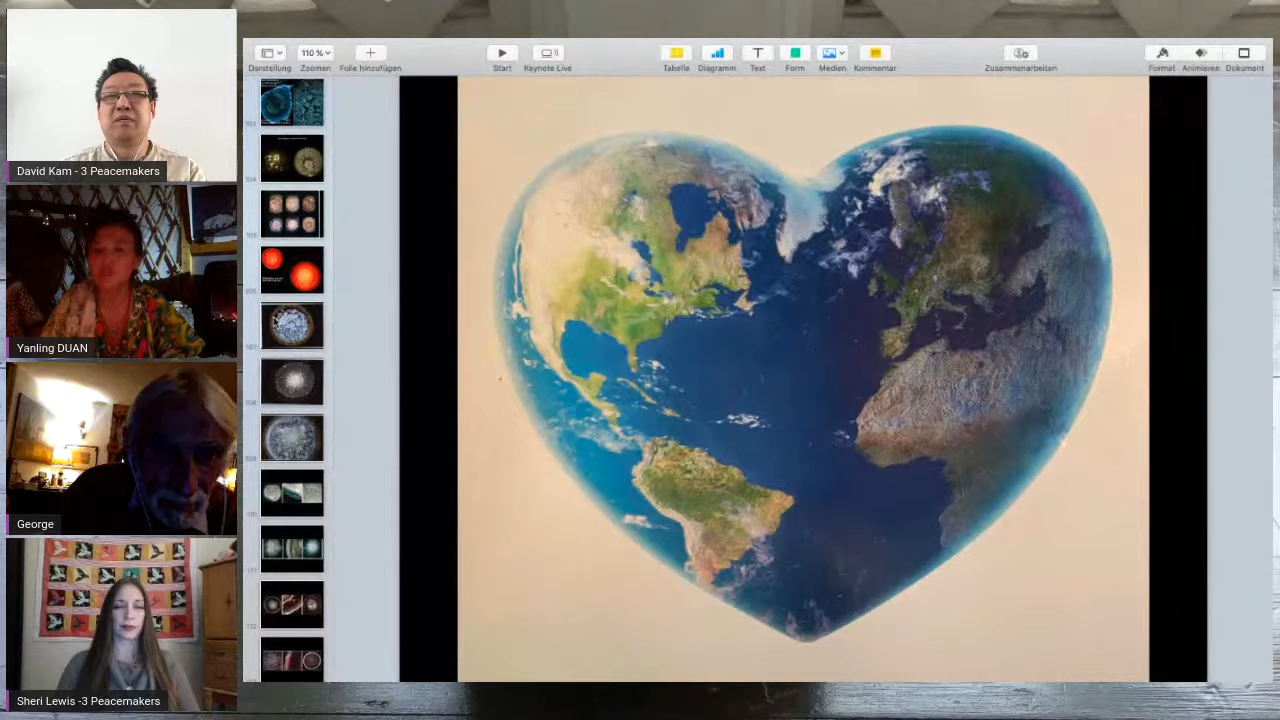 David Kam - 3 Peacemakers
Yanling DUAN
George
Sheri Lewis -3 Peacemakers
110 %
Darstellung
Zoomen
Folie hinzufügen
Start
Keynote Live
Tabelle
Diagramm
Text
Form
Medien
Kommentar
Zusammenarbeiten
Format
Animieren
Dokument